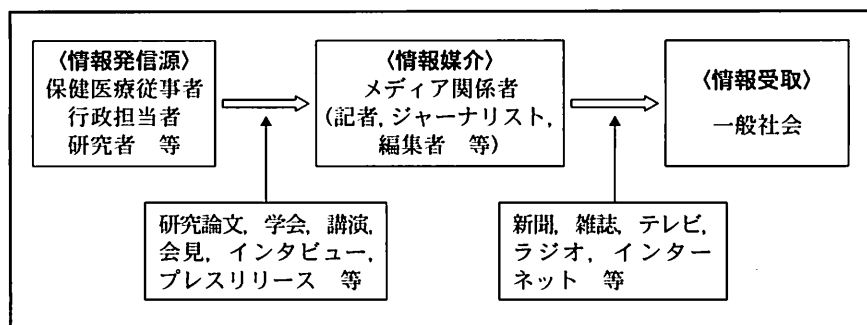 〈情報発信源〉
保健医療従事者
行政担当者
研究者 等
〈情報媒介〉
メディア関係者
(記者, ジャーナリスト,
編集者 等)
〈情報受取〉
一般社会
研究論文, 学会, 講演,
会見, インタビュー,
プレスリリース 等
新聞, 雑誌, テレビ,
ラジオ, インター
ネット 等